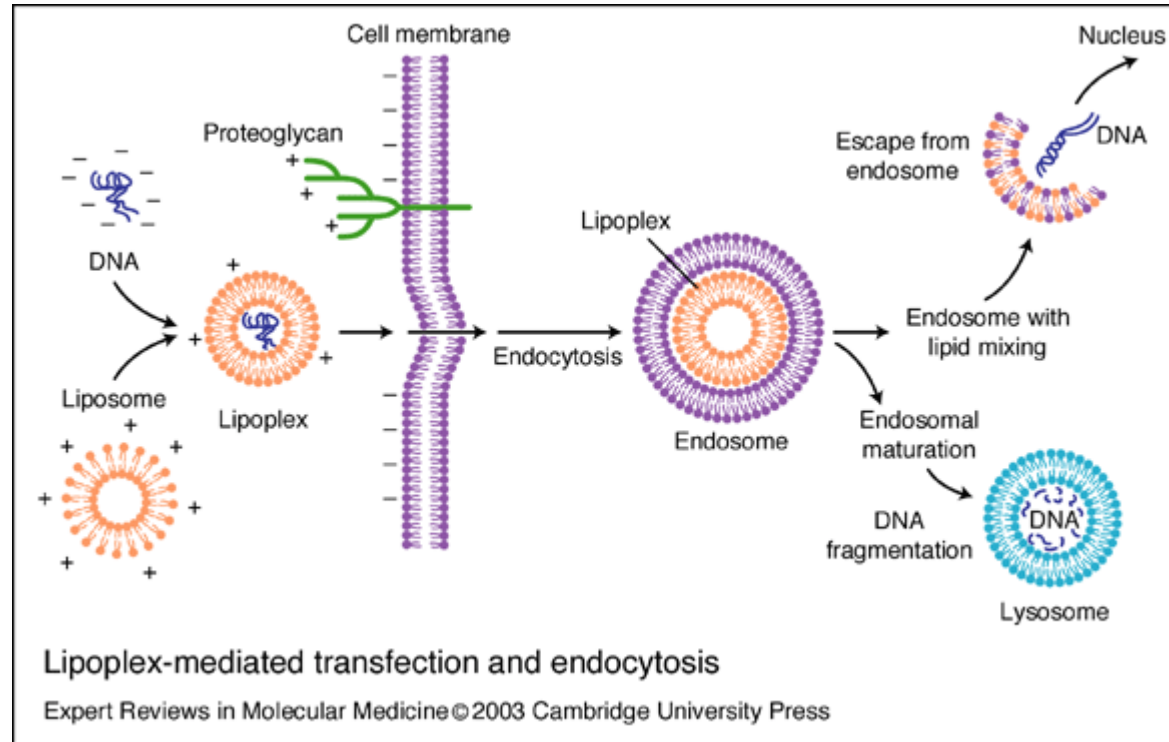 Cell membrane
Nucleus
Proteoglycan
DNA
Escape from
endosome
Lipoplex
DNA
Endocytosis
Endosome with
lipid mixing
Liposome
Lipoplex
Endosome
Endosomal
maturation
DNA
fragmentation
DNA
Lysosome
Lipoplex-mediated transfection and endocytosis
Expert Reviews in Molecular Medicine © 2003 Cambridge University Press